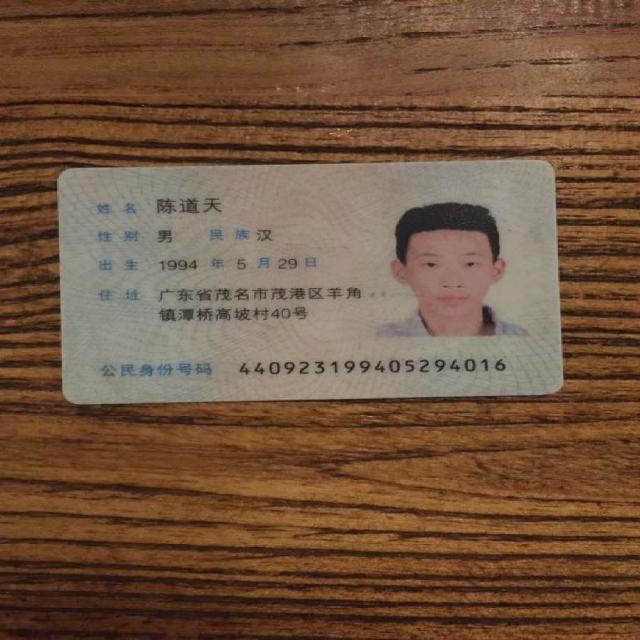 姓名 陈道天
性别 男 民族 汉
出生 1994 年 5 月 29 日
住址 广东省茂名市茂港区羊角
镇潭桥高坡村40号
公民身份号码 440923199405294016